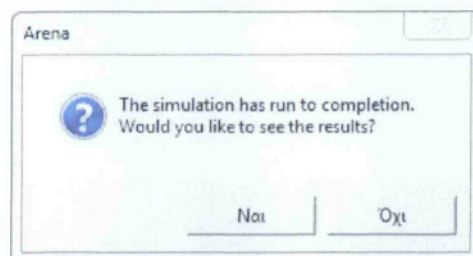 Arena
The simulation has run to completion.
Would you like to see the results?
Ναι
Όχι